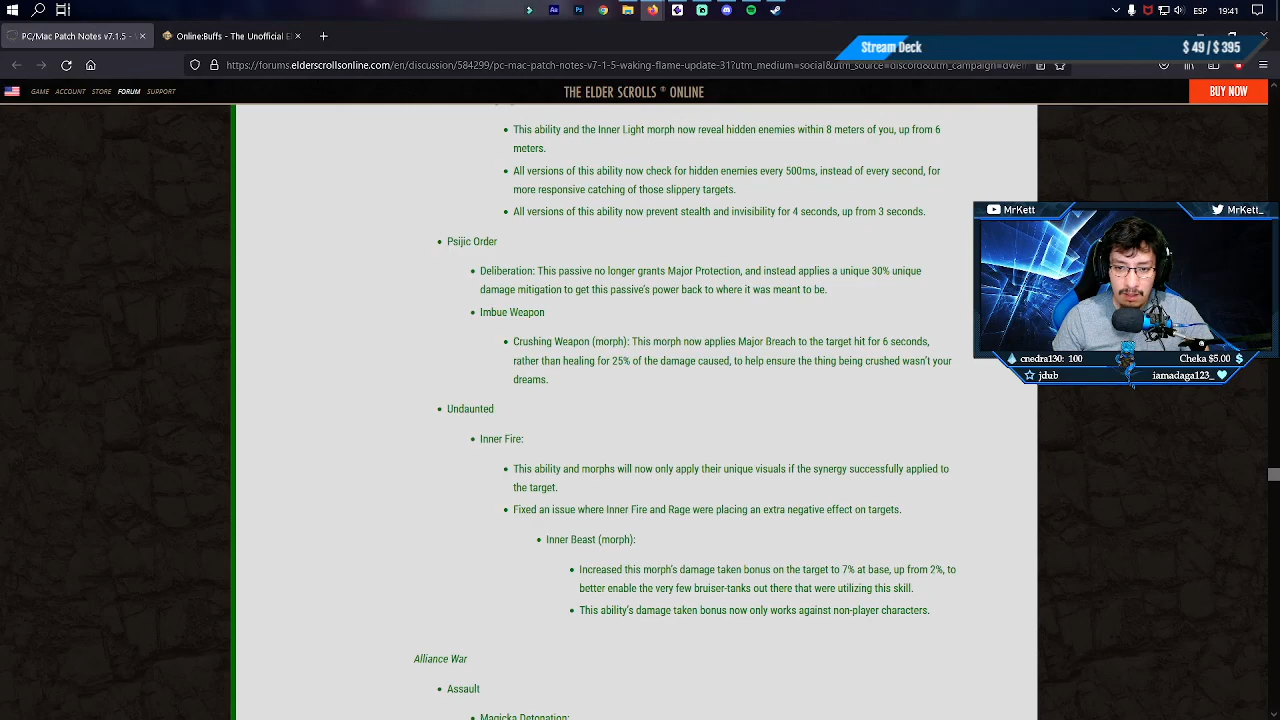 19:41
PC/Mac Patch Notes v7.1.5 -
Online:Buffs - The Unofficial El
Stream Deck
$ 49 / $ 395
https://forums.elderscrollsonline.com/en/discussion/584299/pc-mac-patch-notes-v7-1-5-waking-flame-update-31?utm_medium=social&utm_source=discord&utm_campaign=dwem
GAME ACCOUNT STORE FORUM SUPPORT
THE ELDER SCROLLS ® ONLINE
BUY NOW
This ability and the Inner Light morph now reveal hidden enemies within 8 meters of you, up from 6
meters.
All versions of this ability now check for hidden enemies every 500ms, instead of every second, for
more responsive catching of those slippery targets.
All versions of this ability now prevent stealth and invisibility for 4 seconds, up from 3 seconds.
MrKett
MrKett_
Psijic Order
Deliberation: This passive no longer grants Major Protection, and instead applies a unique 30% unique
damage mitigation to get this passive's power back to where it was meant to be.
Imbue Weapon
Crushing Weapon (morph): This morph now applies Major Breach to the target hit for 6 seconds,
rather than healing for 25% of the damage caused, to help ensure the thing being crushed wasn't your
dreams.
cnedra130: 100
Cheka $5.00
jdub
iamadaga123_
Undaunted
Inner Fire:
This ability and morphs will now only apply their unique visuals if the synergy successfully applied to
the target.
Fixed an issue where Inner Fire and Rage were placing an extra negative effect on targets.
Inner Beast (morph):
Increased this morph's damage taken bonus on the target to 7% at base, up from 2%, to
better enable the very few bruiser-tanks out there that were utilizing this skill.
This ability's damage taken bonus now only works against non-player characters.
Alliance War
Assault
Magicka Detonation: